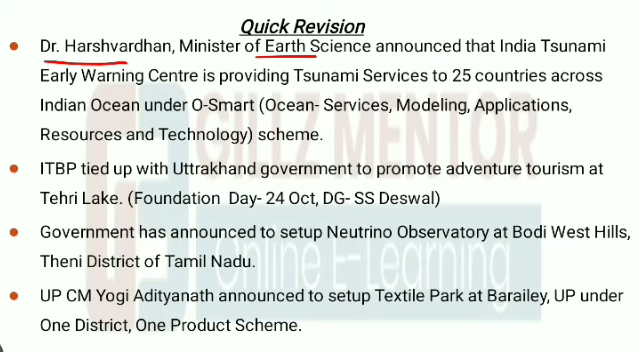 Quick Revision
• Dr. Harshvardhan, Minister of Earth Science announced that India Tsunami
Early Warning Centre is providing Tsunami Services to 25 countries across
Indian Ocean under O-Smart (Ocean- Services, Modeling, Applications,
Resources and Technology) scheme.
• ITBP tied up with Uttrakhand government to promote adventure tourism at
Tehri Lake. (Foundation Day- 24 Oct, DG- SS Deswal)
• Government has announced to setup Neutrino Observatory at Bodi West Hills,
Theni District of Tamil Nadu.
• UP CM Yogi Adityanath announced to setup Textile Park at Barailey, UP under
One District, One Product Scheme.
GILLZ MENTOR
Online E-Learning